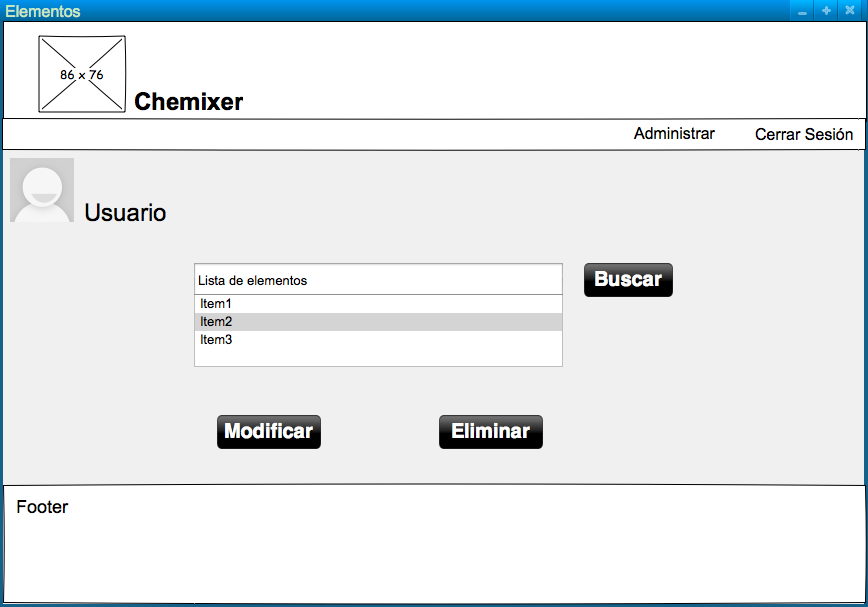 Elementos
86 x 76
Chemixer
Administrar
Cerrar Sesión
Usuario
Lista de elementos
Buscar
Item1
Item2
Item3
Modificar
Eliminar
Footer